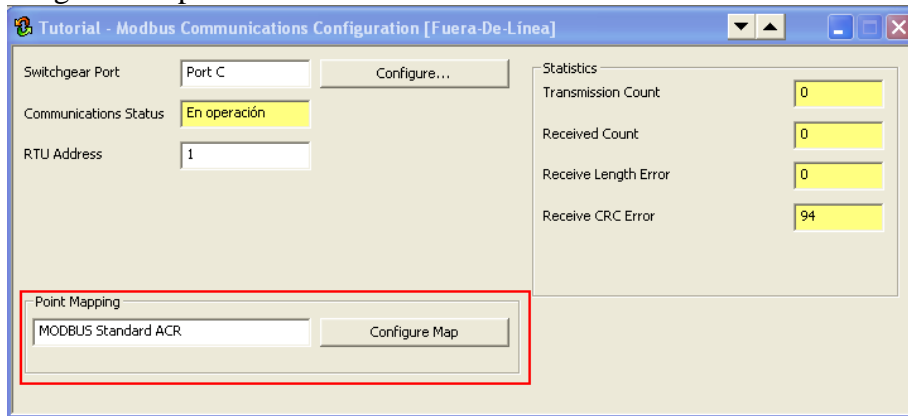 Tutorial - Modbus Communications Configuration [Fuera-De-Línea]
Switchgear Port
Port C
Configure...
Communications Status
En operación
RTU Address
1
Statistics
Transmission Count
0
Received Count
0
Receive Length Error
0
Receive CRC Error
94
Point Mapping
MODBUS Standard ACR
Configure Map